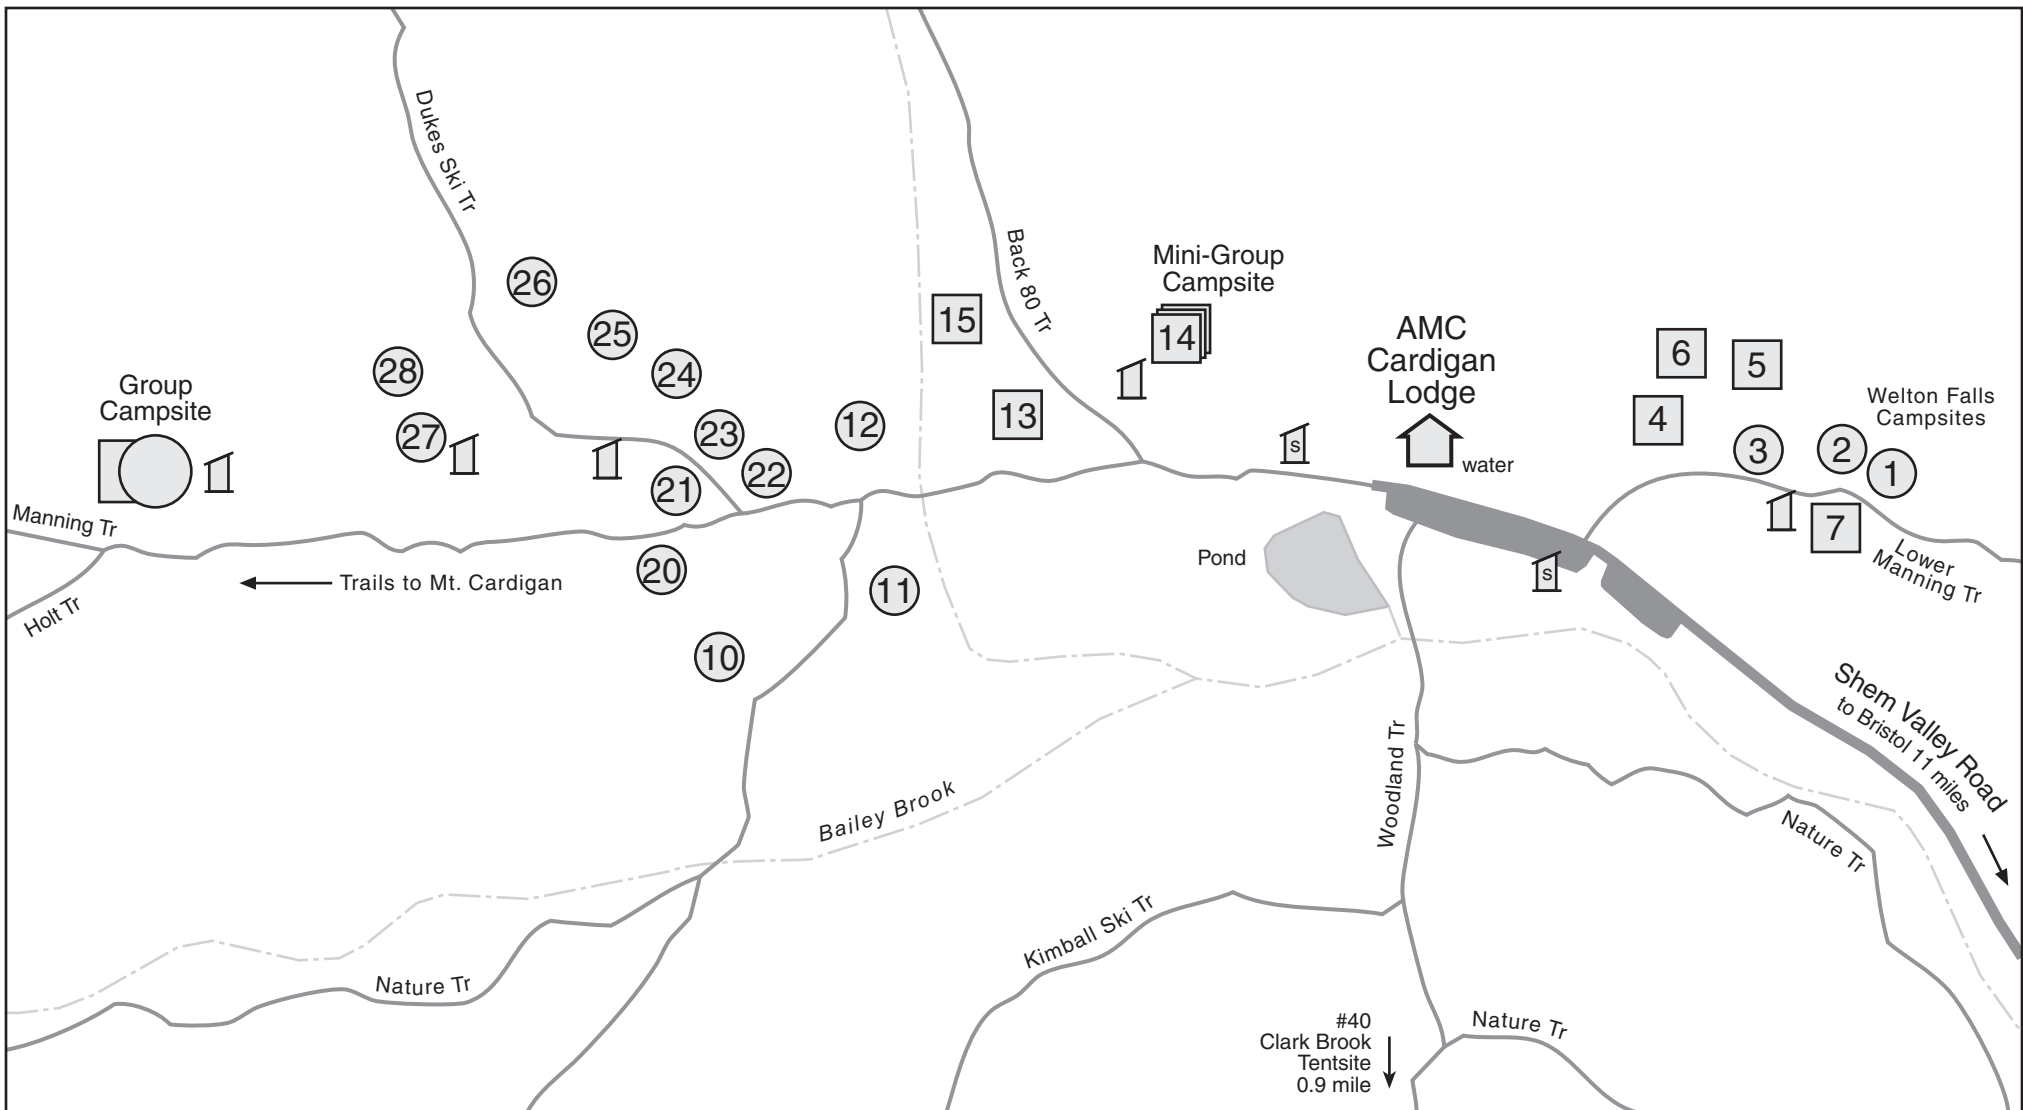 Dukes Ski Tr
26
25
24
28
27
23
12
22
21
20
10
11
Group
Campsite
Manning Tr
Holt Tr
Trails to Mt. Cardigan
15
13
Back 80 Tr
Mini-Group
Campsite
14
s
AMC
Cardigan
Lodge
water
Pond
s
6
5
4
3
2
1
7
Welton Falls
Campsites
Lower
Manning Tr
Shem Valley Road
to Bristol 11 miles
Bailey Brook
Woodland Tr
Nature Tr
Kimball Ski Tr
Nature Tr
#40
Clark Brook
Tentsite
0.9 mile
Nature Tr